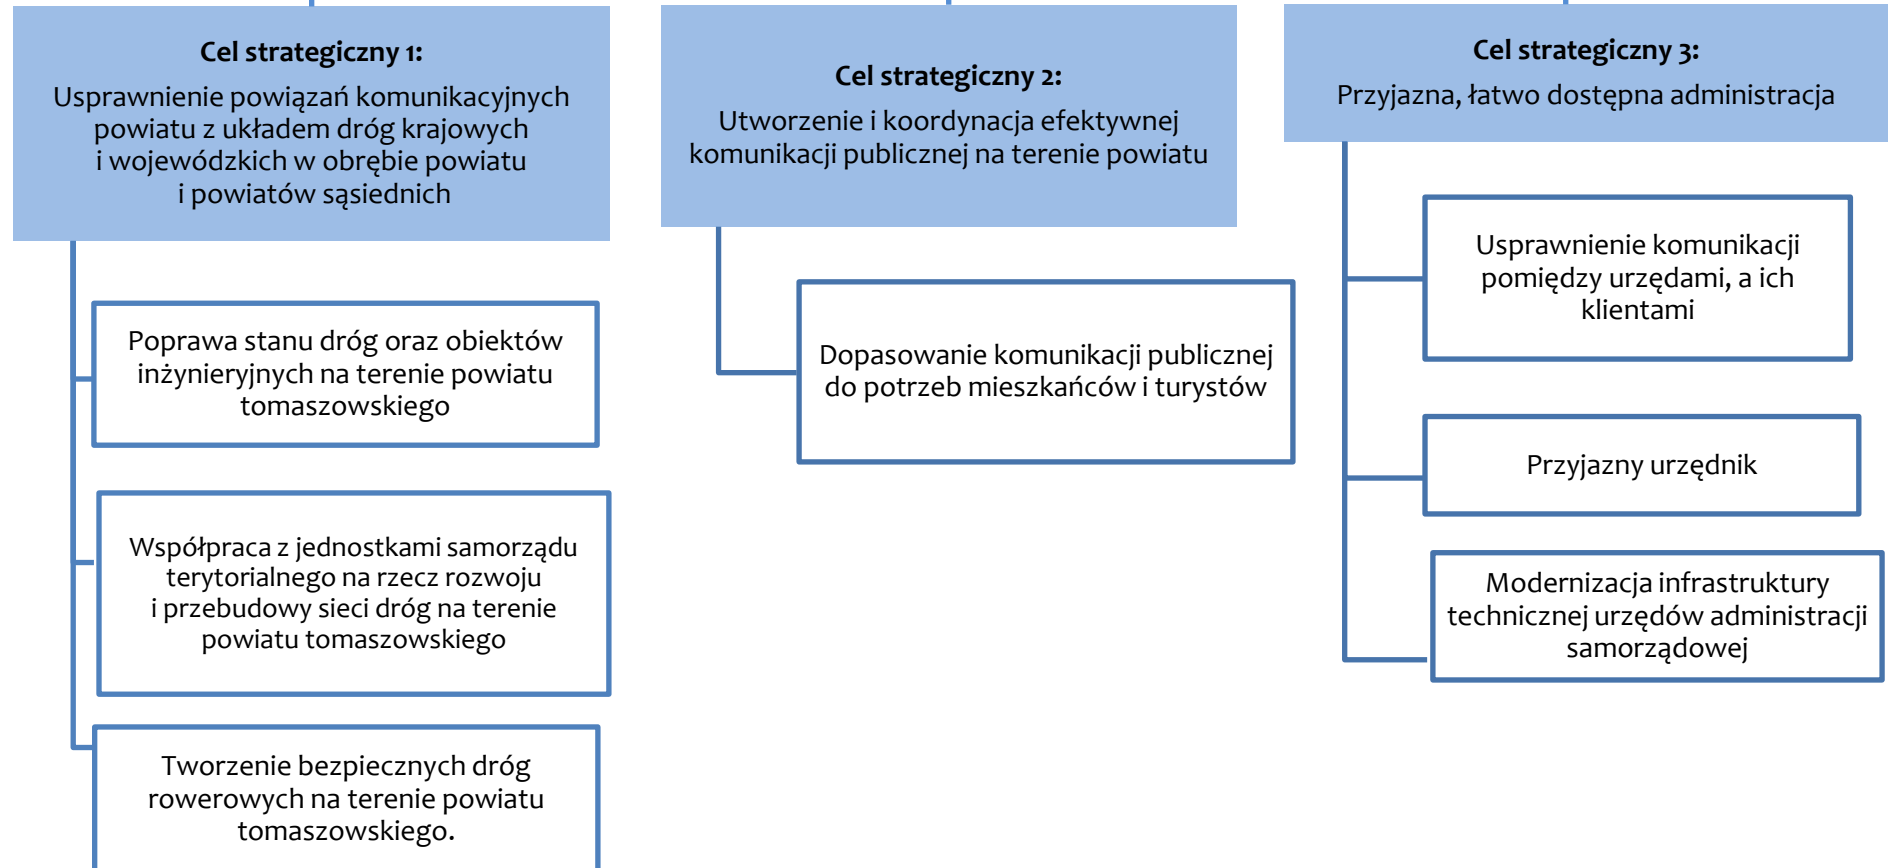 Cel strategiczny 1:
Usprawnienie powiązań komunikacyjnych
powiatu z układem dróg krajowych
i wojewódzkich w obrębie powiatu
i powiatów sąsiednich
Poprawa stanu dróg oraz obiektów
inżynieryjnych na terenie powiatu
tomaszowskiego
Współpraca z jednostkami samorządu
terytorialnego na rzecz rozwoju
i przebudowy sieci dróg na terenie
powiatu tomaszowskiego
Tworzenie bezpiecznych dróg
rowerowych na terenie powiatu
tomaszowskiego.
Cel strategiczny 2:
Utworzenie i koordynacja efektywnej
komunikacji publicznej na terenie powiatu
Dopasowanie komunikacji publicznej
do potrzeb mieszkańców i turystów
Cel strategiczny 3:
Przyjazna, łatwo dostępna administracja
Usprawnienie komunikacji
pomiędzy urzędami, a ich
klientami
Przyjazny urzędnik
Modernizacja infrastruktury
technicznej urzędów administracji
samorządowej